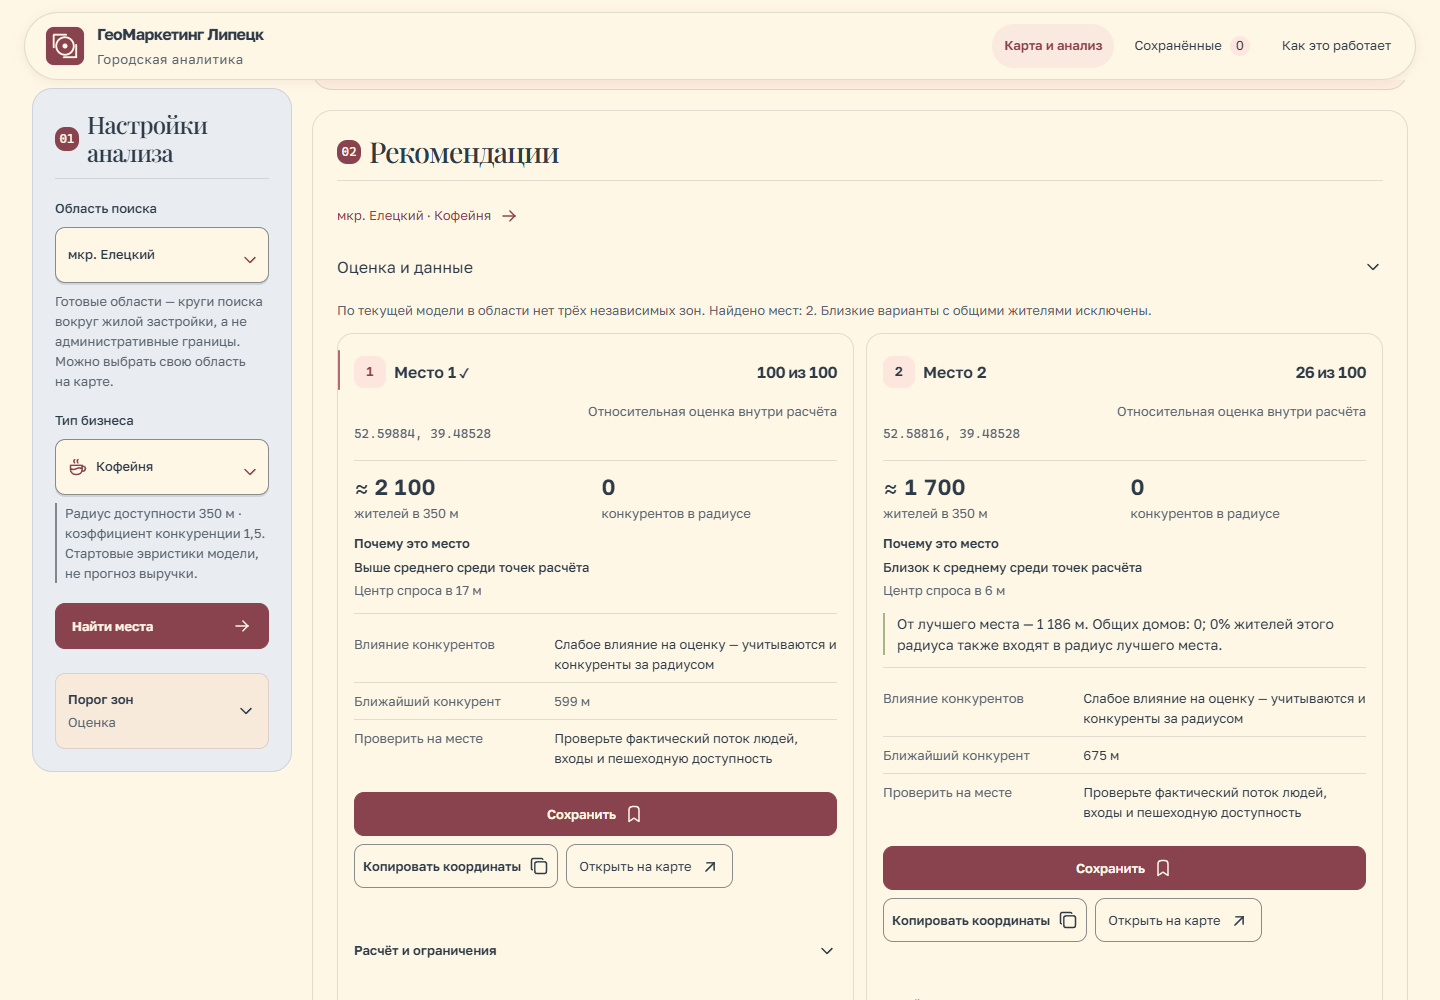 ГеоМаркетинг Липецк
Городская аналитика
Карта и анализ
Сохранённые 0
Как это работает
01 Настройки
анализа
Область поиска
мкр. Елецкий
Готовые области — круги поиска
вокруг жилой застройки, а не
административные границы.
Можно выбрать свою область
на карте.
Тип бизнеса
Кофейня
Радиус доступности 350 м ·
коэффициент конкуренции 1,5.
Стартовые эвристики модели,
не прогноз выручки.
Найти места
Порог зон
Оценка
02 Рекомендации
мкр. Елецкий · Кофейня →
Оценка и данные
По текущей модели в области нет трёх независимых зон. Найдено мест: 2. Близкие варианты с общими жителями исключены.
1 Место 1 ✓ 100 из 100
Относительная оценка внутри расчёта
52.59884, 39.48528
≈ 2 100
жителей в 350 м
0
конкурентов в радиусе
Почему это место
Выше среднего среди точек расчёта
Центр спроса в 17 м
Влияние конкурентов
Слабое влияние на оценку — учитываются и
конкуренты за радиусом
Ближайший конкурент 599 м
Проверить на месте
Проверьте фактический поток людей,
входы и пешеходную доступность
Сохранить
Копировать координаты
Открыть на карте
Расчёт и ограничения
2 Место 2 26 из 100
Относительная оценка внутри расчёта
52.58816, 39.48528
≈ 1 700
жителей в 350 м
0
конкурентов в радиусе
Почему это место
Близок к среднему среди точек расчёта
Центр спроса в 6 м
От лучшего места — 1 186 м. Общих домов: 0; 0% жителей этого
радиуса также входят в радиус лучшего места.
Влияние конкурентов
Слабое влияние на оценку — учитываются и
конкуренты за радиусом
Ближайший конкурент 675 м
Проверить на месте
Проверьте фактический поток людей,
входы и пешеходную доступность
Сохранить
Копировать координаты
Открыть на карте